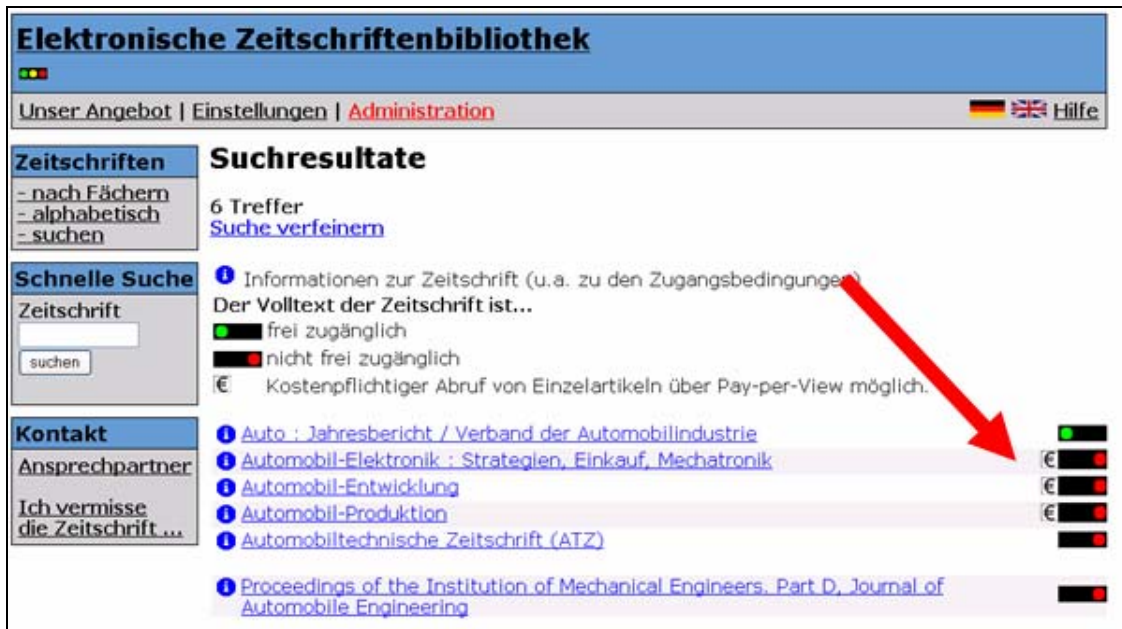 Elektronische Zeitschriftenbibliothek
Unser Angebot | Einstellungen | Administration
Hilfe
Zeitschriften
- nach Fächern
- alphabetisch
- suchen
Schnelle Suche
Zeitschrift
suchen
Kontakt
Ansprechpartner
Ich vermisse
die Zeitschrift ...
Suchresultate
6 Treffer
Suche verfeinern
i Informationen zur Zeitschrift (u.a. zu den Zugangsbedingungen)
Der Volltext der Zeitschrift ist...
frei zugänglich
nicht frei zugänglich
€ Kostenpflichtiger Abruf von Einzelartikeln über Pay-per-View möglich.
i Auto : Jahresbericht / Verband der Automobilindustrie
i Automobil-Elektronik : Strategien, Einkauf, Mechatronik €
i Automobil-Entwicklung €
i Automobil-Produktion €
i Automobiltechnische Zeitschrift (ATZ)
i Proceedings of the Institution of Mechanical Engineers. Part D, Journal of
Automobile Engineering